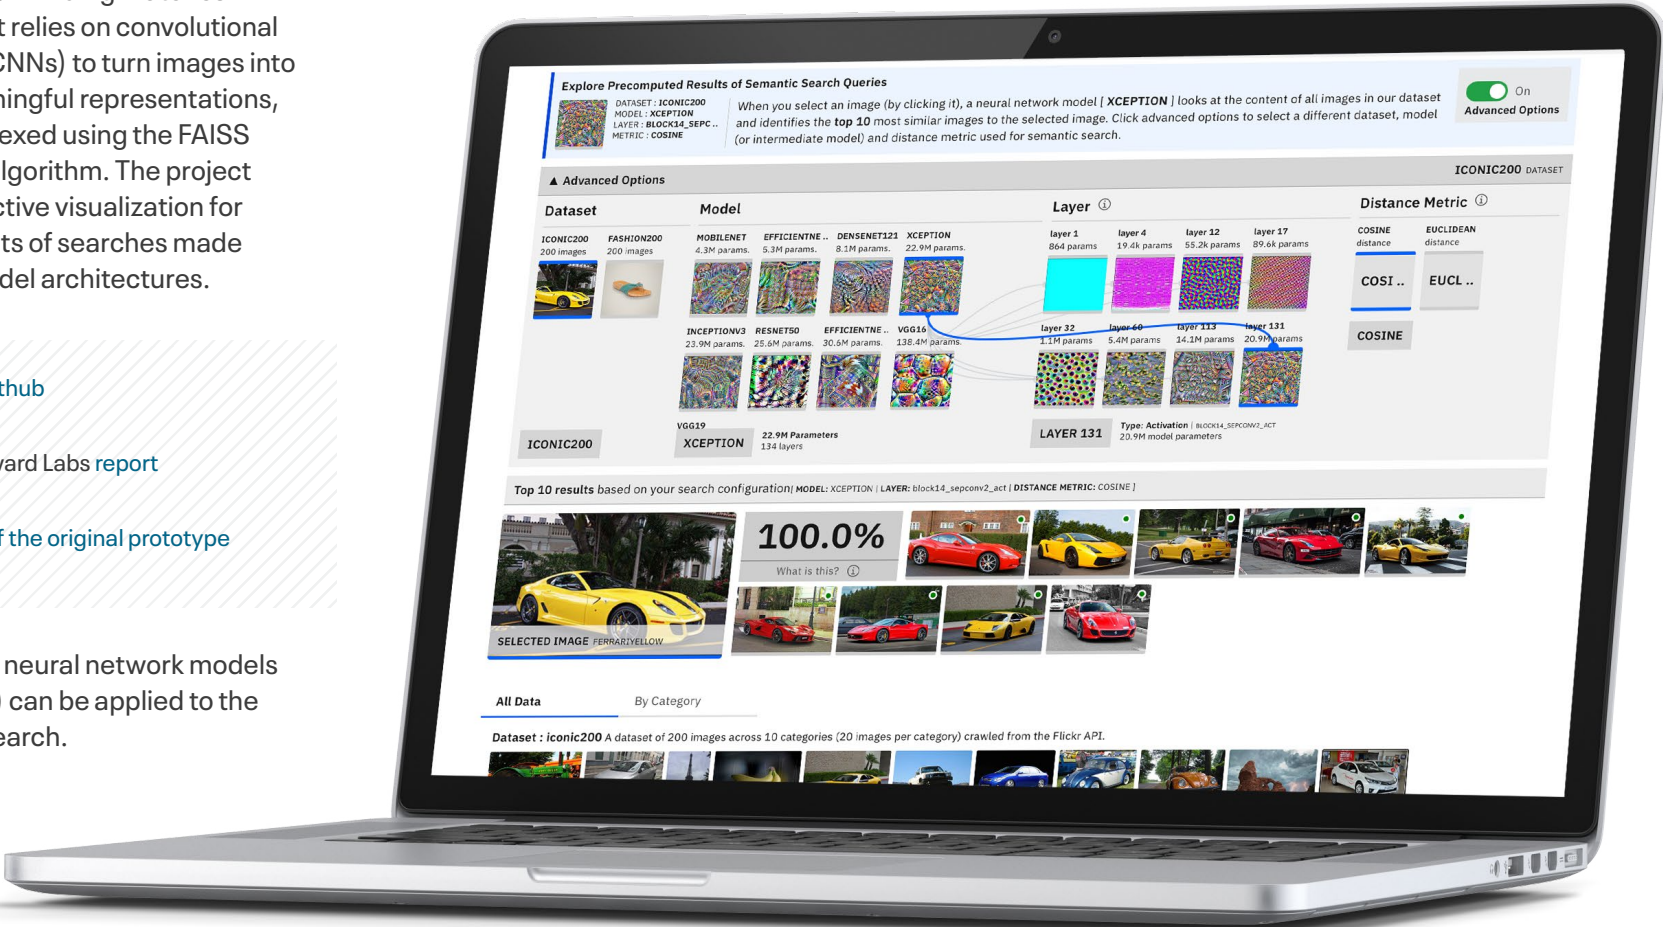 t relies on convolutional
CNNs) to turn images into
ningful representations,
exed using the FAISS
lgorithm. The project
ctive visualization for
ts of searches made
del architectures.
thub
yard Labs report
f the original prototype
neural network models
) can be applied to the
earch.
Explore Precomputed Results of Semantic Search Queries
DATASET : ICONIC200
MODEL : XCEPTION
LAYER : BLOCK14_SEPC ..
METRIC : COSINE
When you select an image (by clicking it), a neural network model [ XCEPTION ] looks at the content of all images in our dataset
and identifies the top 10 most similar images to the selected image. Click advanced options to select a different dataset, model
(or intermediate model) and distance metric used for semantic search.
On
Advanced Options
▲ Advanced Options
ICONIC200 DATASET
Dataset
ICONIC200 FASHION200
200 images 200 images
ICONIC200
Model
MOBILENET EFFICIENTNE .. DENSENET121 XCEPTION
4.3M params. 5.3M params. 8.1M params. 22.9M params.
INCEPTIONV3 RESNET50 EFFICIENTNE .. VGG16
23.9M params. 25.6M params. 30.6M params. 138.4M params.
VGG19
XCEPTION
22.9M Parameters
134 layers
Layer ⓘ
layer 1 layer 4 layer 12 layer 17
864 params 19.4k params 55.2k params 89.6k params
layer 32 layer 60 layer 113 layer 131
1.1M params 5.4M params 14.1M params 20.9M params
LAYER 131
Type: Activation | BLOCK14_SEPCONV2_ACT
20.9M model parameters
Distance Metric ⓘ
COSINE EUCLIDEAN
distance distance
COSI .. EUCL ..
COSINE
Top 10 results based on your search configuration[ MODEL: XCEPTION | LAYER: block14_sepconv2_act | DISTANCE METRIC: COSINE ]
100.0%
What is this? ⓘ
SELECTED IMAGE FERRARIYELLOW
All Data By Category
Dataset : iconic200 A dataset of 200 images across 10 categories (20 images per category) crawled from the Flickr API.